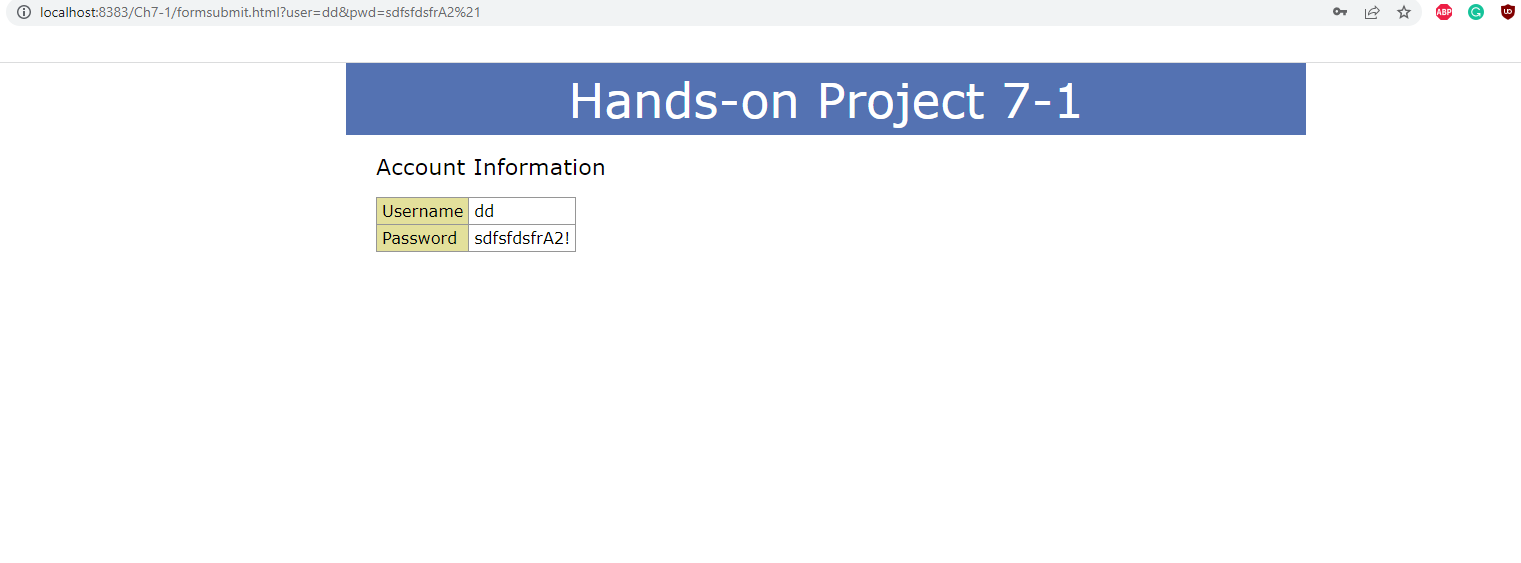 localhost:8383/Ch7-1/formsubmit.html?user=dd&pwd=sdfsfdsfrA2%21
ABP
G
UD
Hands-on Project 7-1
Account Information
Username dd
Password sdfsfdsfrA2!